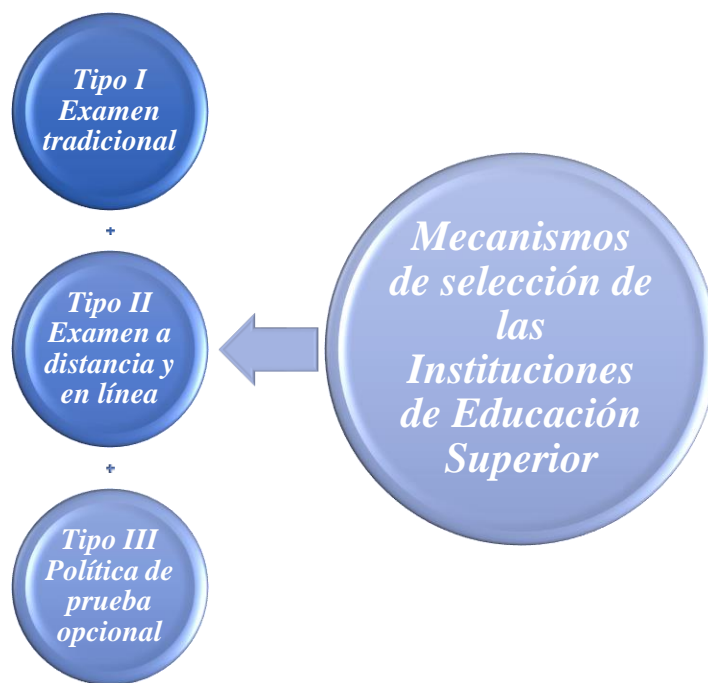 Tipo I
Examen
tradicional
+
Tipo II
Examen a
distancia y
en línea
+
Tipo III
Política de
prueba
opcional
Mecanismos
de selección de
las
Instituciones
de Educación
Superior